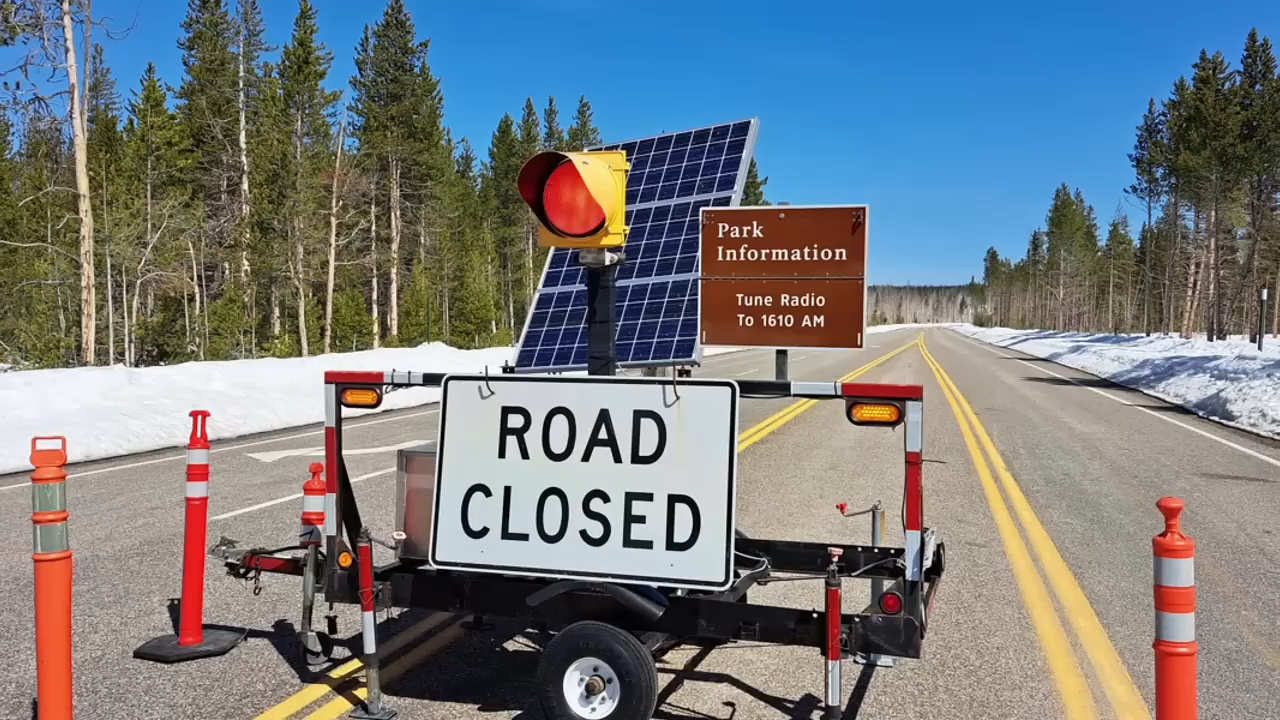 Park
Information
Tune Radio
To 1610 AM
ROAD
CLOSED